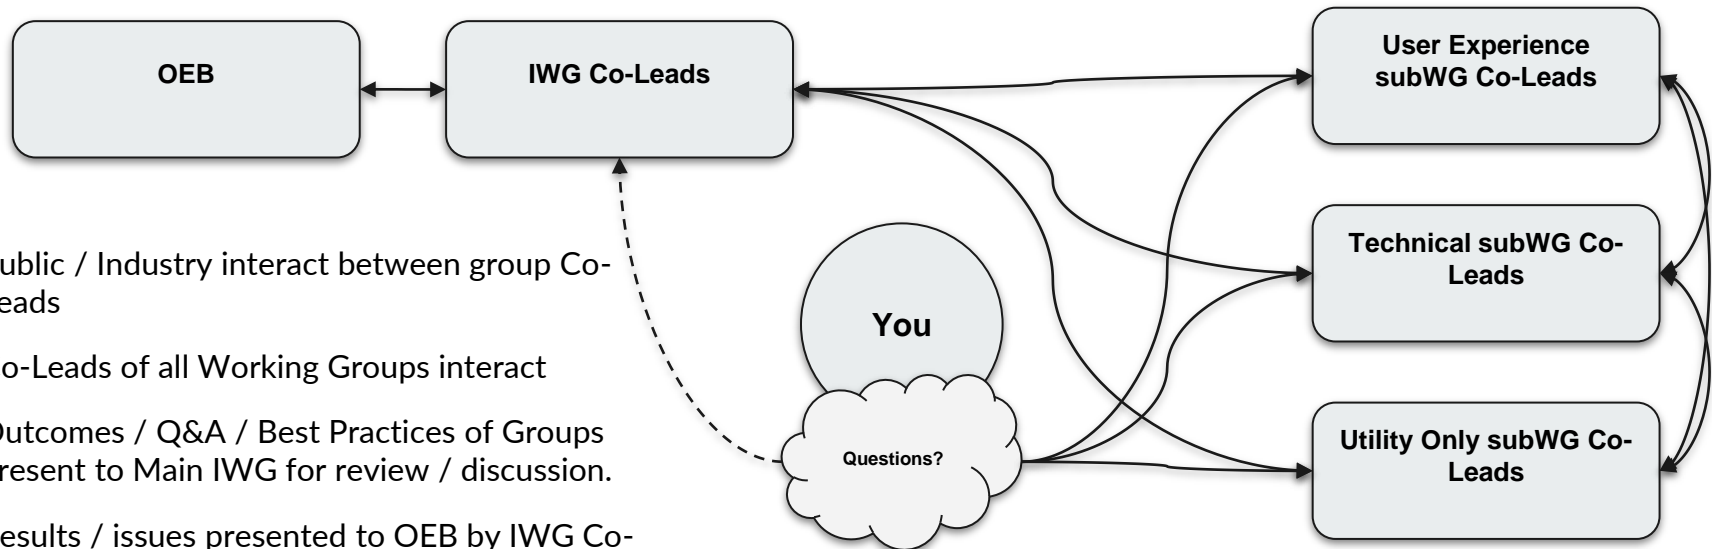 OEB
IWG Co-Leads
User Experience
subWG Co-Leads
Technical subWG Co-
Leads
You
Questions?
Utility Only subWG Co-
Leads
ublic / Industry interact between group Co-
eads
o-Leads of all Working Groups interact
Outcomes / Q&A / Best Practices of Groups
resent to Main IWG for review / discussion.
esults / issues presented to OEB by IWG Co-